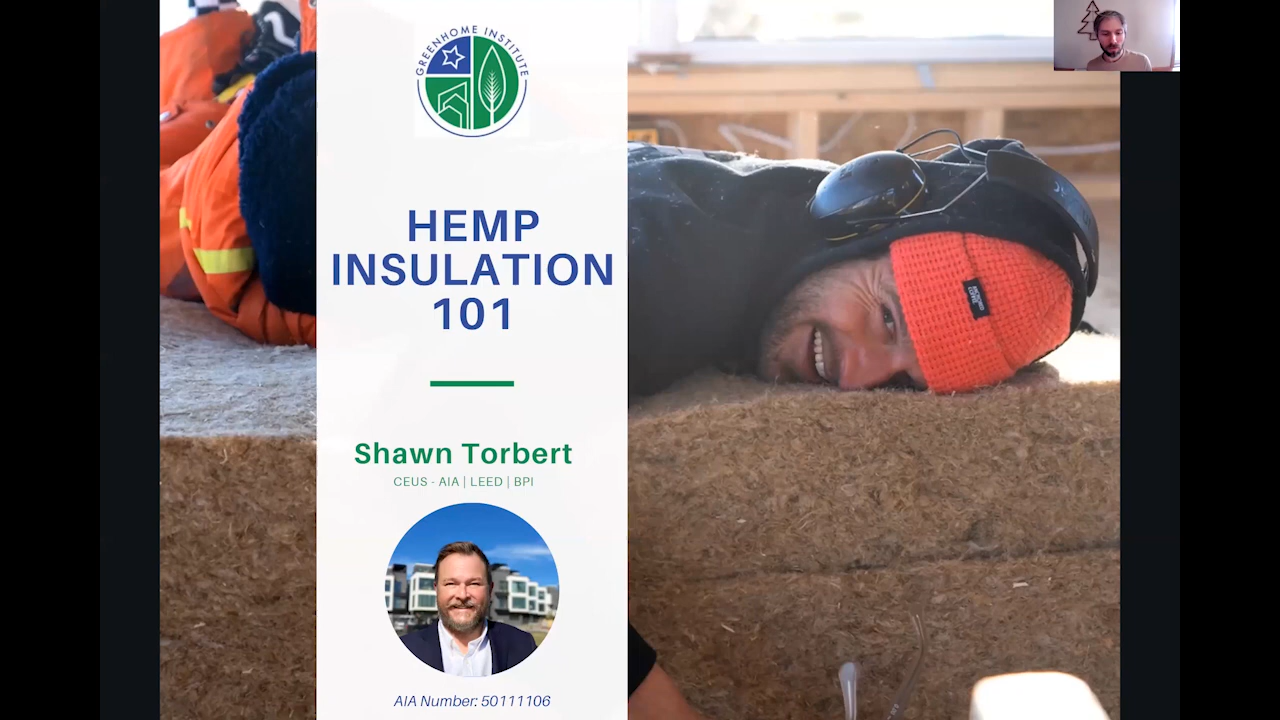 GREENHOME INSTITUTE
HEMP
INSULATION
101
Shawn Torbert
CEUS - AIA | LEED | BPI
AIA Number: 50111106